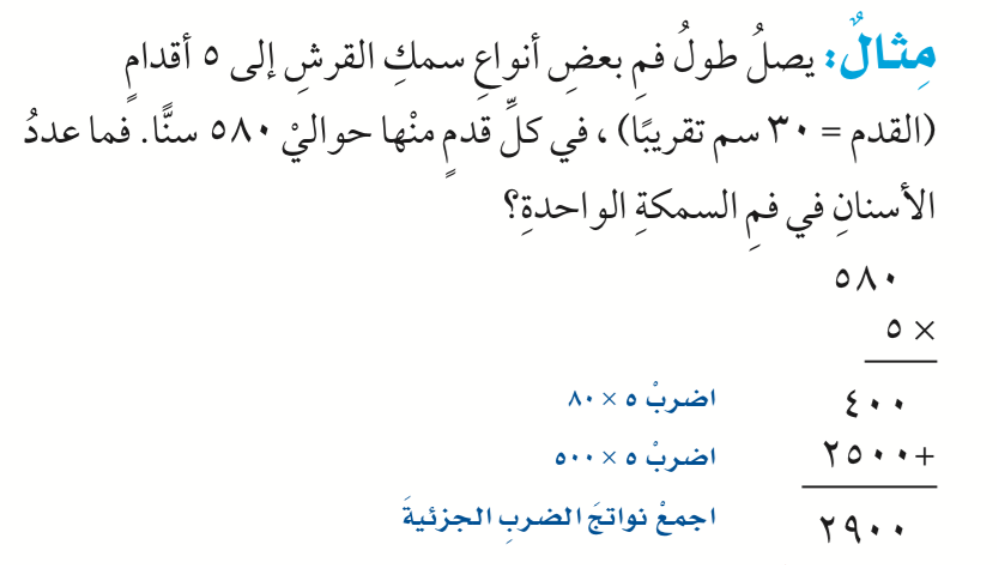 مِثالٌ: يصلُ طولُ فمِ بعضِ أنواعِ سمكِ القرشِ إلى ٥ أقدامٍ
(القدم = ٣٠ سم تقريبًا) ، في كلِّ قدمٍ منْها حواليْ ٥٨٠ سنًّا. فما عددُ
الأسنانِ في فمِ السمكةِ الواحدةِ؟
٥٨٠
× ٥
٤٠٠ اضربْ ٥ × ٨٠
+٢٥٠٠ اضربْ ٥ × ٥٠٠
٢٩٠٠ اجمعْ نواتجَ الضربِ الجزئيةَ